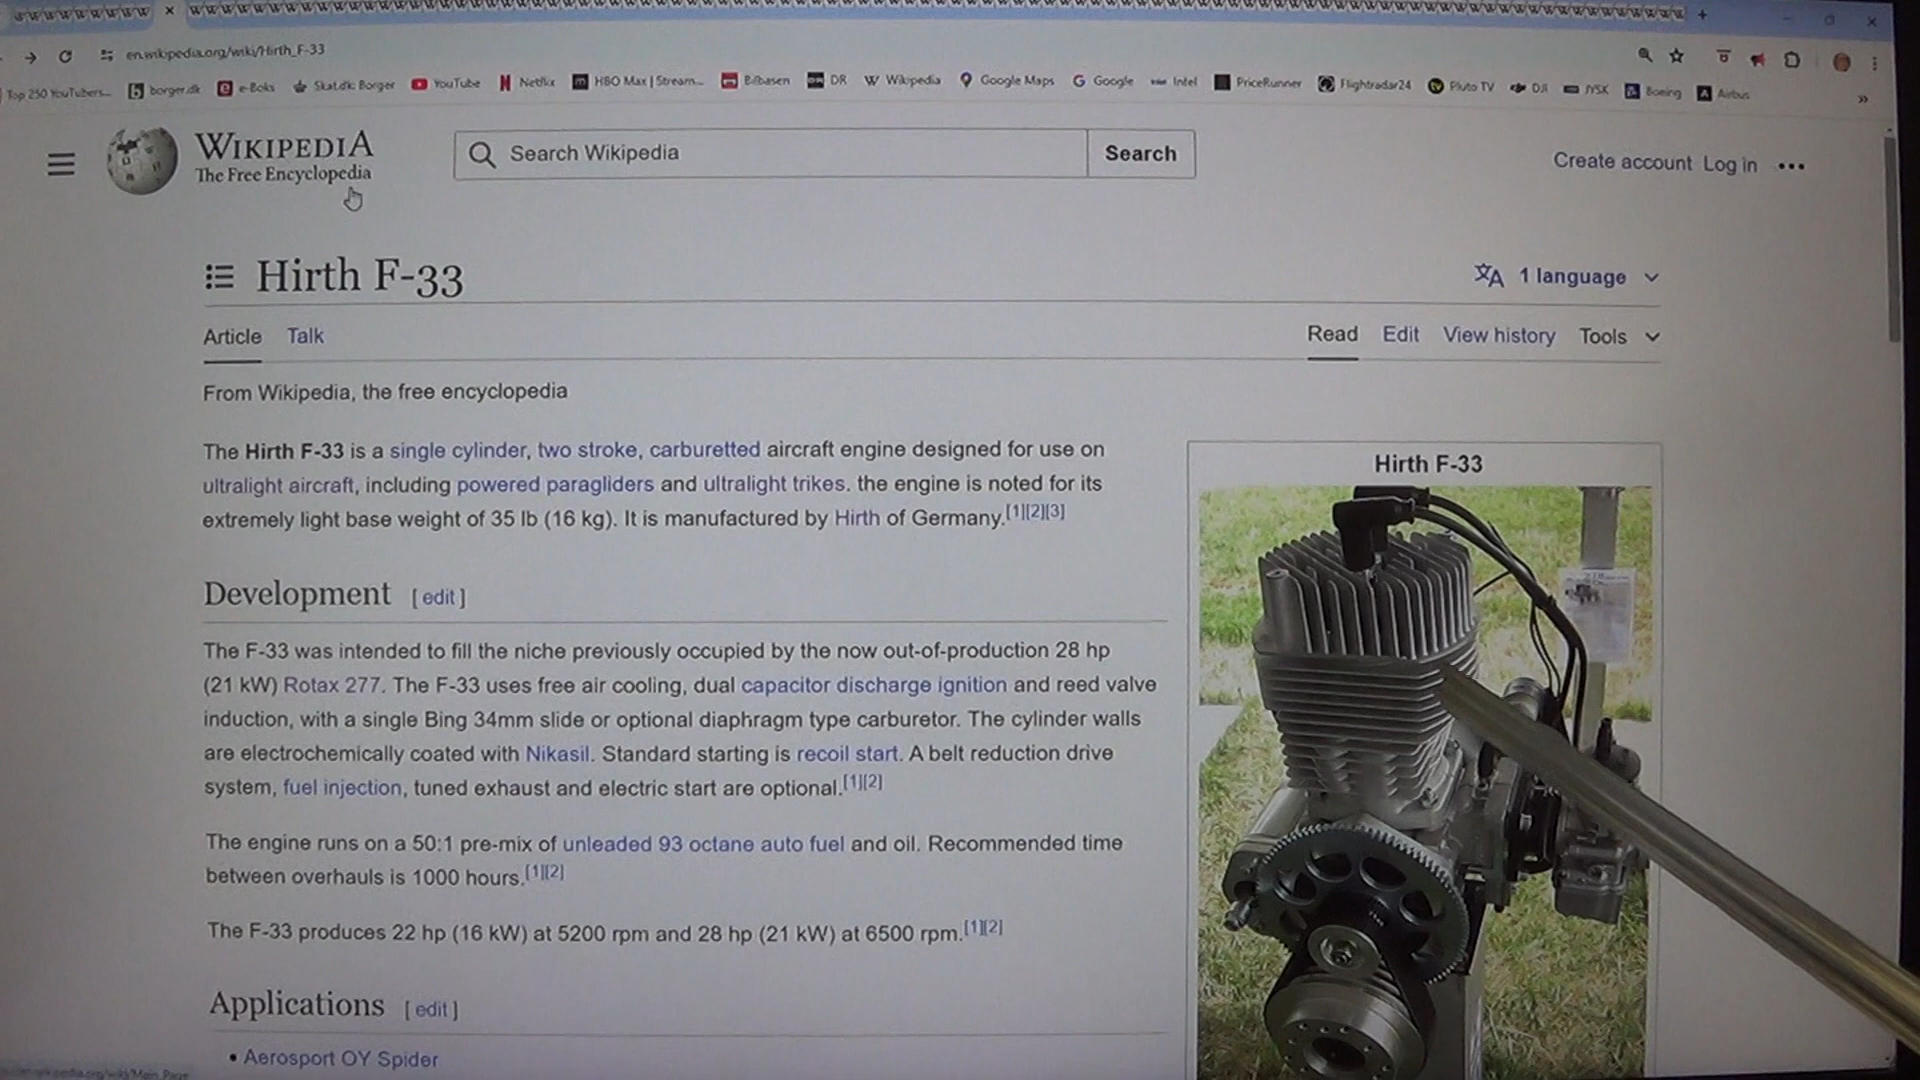 en.wikipedia.org/wiki/Hirth_F-33
Top 250 YouTubers... borger.dk e-Boks Skat.dk: Borger YouTube Netflix HBO Max | Stream... Bilbasen DR Wikipedia Google Maps Google Intel PriceRunner Flightradar24 Pluto TV DJI JYSK Boeing Airbus
WIKIPEDIA
The Free Encyclopedia
Search Wikipedia Search
Create account Log in
Hirth F-33
1 language
Article Talk
Read Edit View history Tools
From Wikipedia, the free encyclopedia
The Hirth F-33 is a single cylinder, two stroke, carburetted aircraft engine designed for use on
ultralight aircraft, including powered paragliders and ultralight trikes. the engine is noted for its
extremely light base weight of 35 lb (16 kg). It is manufactured by Hirth of Germany.[1][2][3]
Development [ edit ]
The F-33 was intended to fill the niche previously occupied by the now out-of-production 28 hp
(21 kW) Rotax 277. The F-33 uses free air cooling, dual capacitor discharge ignition and reed valve
induction, with a single Bing 34mm slide or optional diaphragm type carburetor. The cylinder walls
are electrochemically coated with Nikasil. Standard starting is recoil start. A belt reduction drive
system, fuel injection, tuned exhaust and electric start are optional.[1][2]
The engine runs on a 50:1 pre-mix of unleaded 93 octane auto fuel and oil. Recommended time
between overhauls is 1000 hours.[1][2]
The F-33 produces 22 hp (16 kW) at 5200 rpm and 28 hp (21 kW) at 6500 rpm.[1][2]
Applications [ edit ]
• Aerosport OY Spider
Hirth F-33